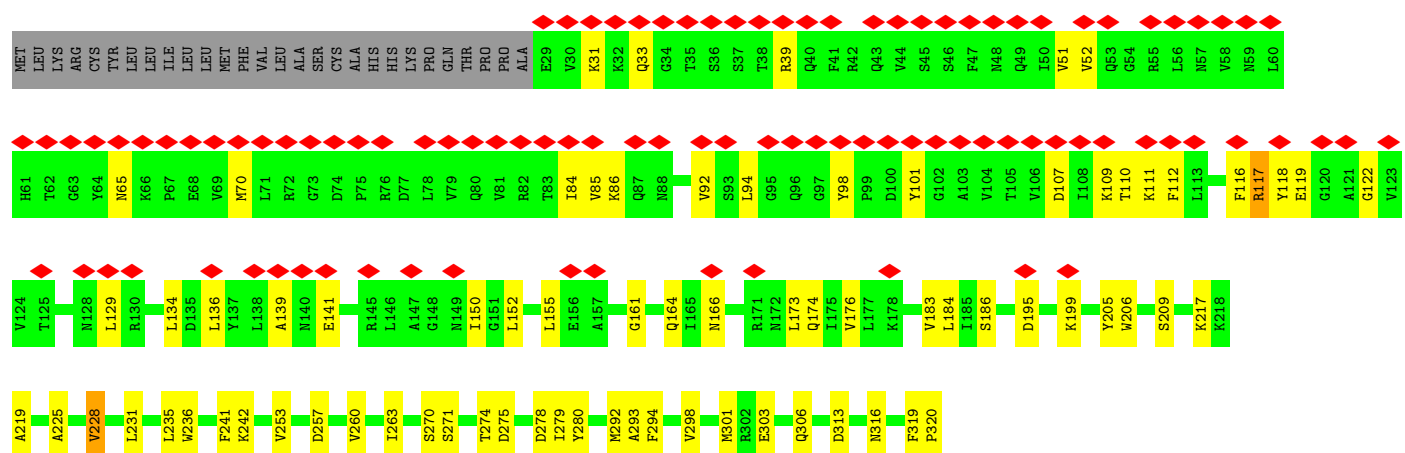 MET LEU LYS ARG CYS TYR LEU LEU ILE LEU LEU MET PHE VAL LEU ALA SER CYS ALA HIS HIS LYS PRO GLN THR PRO PRO ALA E29 V30 K31 K32 Q33 G34 T35 S36 S37 T38 R39 Q40 F41 R42 Q43 V44 S45 S46 F47 N48 Q49 I50 V51 V52 Q53 G54 R55 L56 N57 V58 N59 L60
H61 T62 G63 Y64 N65 K66 P67 E68 V69 M70 L71 R72 G73 D74 P75 R76 D77 L78 V79 Q80 V81 R82 T83 I84 V85 K86 Q87 N88 V92 S93 L94 G95 Q96 G97 Y98 P99 D100 Y101 G102 A103 V104 T105 V106 D107 I108 K109 T110 K111 F112 L113 F116 R117 Y118 E119 G120 A121 G122 V123
V124 T125 N128 L129 R130 L134 D135 L136 Y137 L138 A139 N140 E141 R145 L146 A147 G148 N149 I150 G151 L152 L155 E156 A157 G161 Q164 I165 N166 R171 N172 L173 Q174 I175 V176 L177 K178 V183 L184 I185 S186 D195 K199 Y205 W206 S209 K217 K218
A219 A225 V228 L231 L235 W236 F241 K242 V253 D257 V260 I263 S270 S271 T274 D275 D278 I279 Y280 M292 A293 F294 V298 M301 R302 E303 Q306 D313 N316 F319 P320